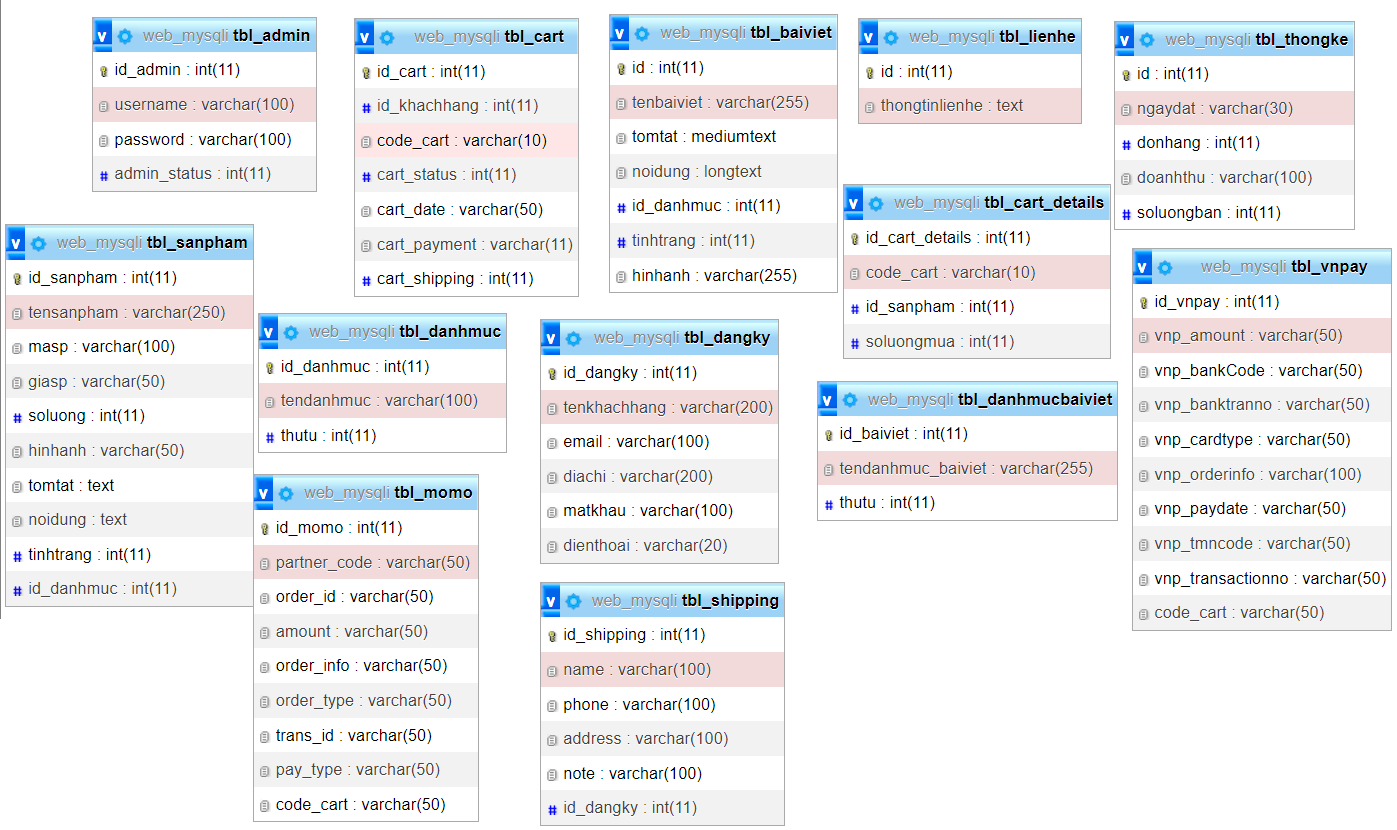 web_mysqli tbl_admin
id_admin : int(11)
username : varchar(100)
password : varchar(100)
admin_status : int(11)
web_mysqli tbl_cart
id_cart : int(11)
id_khachhang : int(11)
code_cart : varchar(10)
cart_status : int(11)
cart_date : varchar(50)
cart_payment : varchar(11)
cart_shipping : int(11)
web_mysqli tbl_baiviet
id : int(11)
tenbaiviet : varchar(255)
tomtat : mediumtext
noidung : longtext
id_danhmuc : int(11)
tinhtrang : int(11)
hinhanh : varchar(255)
web_mysqli tbl_lienhe
id : int(11)
thongtinlienhe : text
web_mysqli tbl_thongke
id : int(11)
ngaydat : varchar(30)
donhang : int(11)
doanhthu : varchar(100)
soluongban : int(11)
web_mysqli tbl_cart_details
id_cart_details : int(11)
code_cart : varchar(10)
id_sanpham : int(11)
soluongmua : int(11)
web_mysqli tbl_sanpham
id_sanpham : int(11)
tensanpham : varchar(250)
masp : varchar(100)
giasp : varchar(50)
soluong : int(11)
hinhanh : varchar(50)
tomtat : text
noidung : text
tinhtrang : int(11)
id_danhmuc : int(11)
web_mysqli tbl_danhmuc
id_danhmuc : int(11)
tendanhmuc : varchar(100)
thutu : int(11)
web_mysqli tbl_dangky
id_dangky : int(11)
tenkhachhang : varchar(200)
email : varchar(100)
diachi : varchar(200)
matkhau : varchar(100)
dienthoai : varchar(20)
web_mysqli tbl_vnpay
id_vnpay : int(11)
vnp_amount : varchar(50)
vnp_bankCode : varchar(50)
vnp_banktranno : varchar(50)
vnp_cardtype : varchar(50)
vnp_orderinfo : varchar(100)
vnp_paydate : varchar(50)
vnp_tmncode : varchar(50)
vnp_transactionno : varchar(50)
code_cart : varchar(50)
web_mysqli tbl_danhmucbaiviet
id_baiviet : int(11)
tendanhmuc_baiviet : varchar(255)
thutu : int(11)
web_mysqli tbl_momo
id_momo : int(11)
partner_code : varchar(50)
order_id : varchar(50)
amount : varchar(50)
order_info : varchar(50)
order_type : varchar(50)
trans_id : varchar(50)
pay_type : varchar(50)
code_cart : varchar(50)
web_mysqli tbl_shipping
id_shipping : int(11)
name : varchar(100)
phone : varchar(100)
address : varchar(100)
note : varchar(100)
id_dangky : int(11)